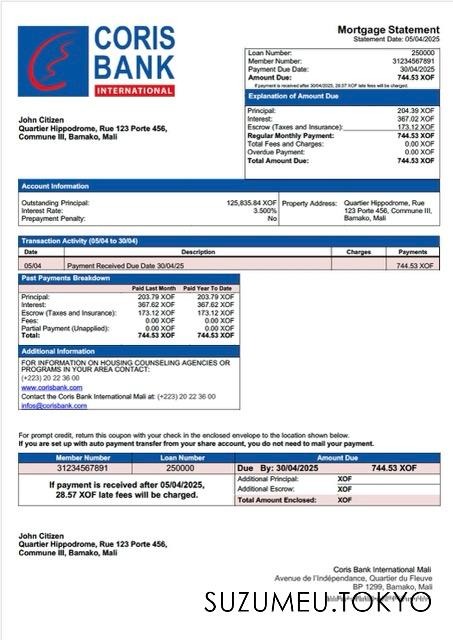 CORIS
BANK
INTERNATIONAL
Mortgage Statement
Statement Date: 05/04/2025
Loan Number: 250000
Member Number: 31234567891
Payment Due Date: 30/04/2025
Amount Due: 744.53 XOF
If payment is received after 30/04/2025, 28.57 XOF late fees will be charged.
Explanation of Amount Due
Principal: 204.39 XOF
Interest: 367.02 XOF
Escrow (Taxes and Insurance): 173.12 XOF
Regular Monthly Payment: 744.53 XOF
Total Fees and Charges: 0.00 XOF
Overdue Payment: 0.00 XOF
Total Amount Due: 744.53 XOF
John Citizen
Quartier Hippodrome, Rue 123 Porte 456,
Commune III, Bamako, Mali
Account Information
Outstanding Principal: 125,835.84 XOF
Interest Rate: 3.500%
Prepayment Penalty: No
Property Address: Quartier Hippodrome, Rue
123 Porte 456, Commune III,
Bamako, Mali
Transaction Activity (05/04 to 30/04)
Date Description Charges Payments
05/04 Payment Received Due Date 30/04/25 744.53 XOF
Past Payments Breakdown
Paid Last Month Paid Year To Date
Principal: 203.79 XOF 203.79 XOF
Interest: 367.62 XOF 367.62 XOF
Escrow (Taxes and Insurance): 173.12 XOF 173.12 XOF
Fees: 0.00 XOF 0.00 XOF
Partial Payment (Unapplied): 0.00 XOF 0.00 XOF
Total: 744.53 XOF 744.53 XOF
Additional Information
FOR INFORMATION ON HOUSING COUNSELING AGENCIES OR
PROGRAMS IN YOUR AREA CONTACT:
(+223) 20 22 36 00
www.corisbank.com
Contact the Coris Bank International Mali at: (+223) 20 22 36 00
infos@corisbank.com
For prompt credit, return this coupon with your check in the enclosed envelope to the location shown below.
If you are set up with auto payment transfer from your share account, you do not need to mail your payment.
Member Number Loan Number Amount Due
31234567891 250000 Due By: 30/04/2025 744.53 XOF
If payment is received after 05/04/2025,
28.57 XOF late fees will be charged.
Additional Principal: XOF
Additional Escrow: XOF
Total Amount Enclosed: XOF
John Citizen
Quartier Hippodrome, Rue 123 Porte 456,
Commune III, Bamako, Mali
Coris Bank International Mali
Avenue de l'Indépendance, Quartier du Fleuve
BP 1299, Bamako, Mali
SUZUMEU.TOKYO